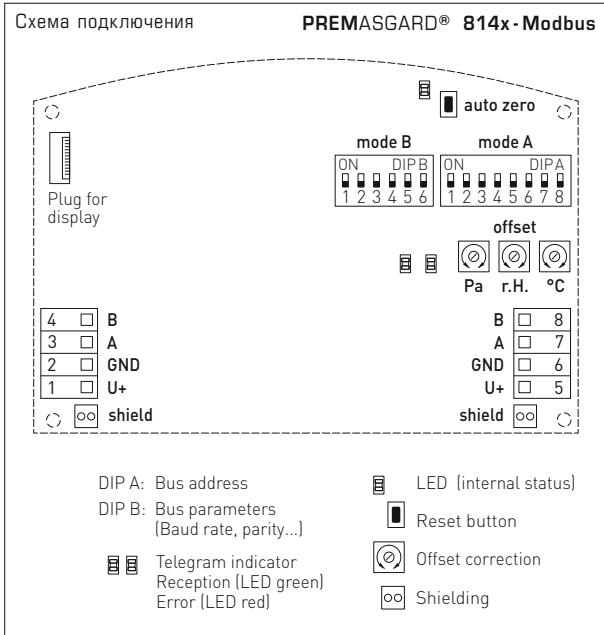 Схема подключения PREMASGARD® 814x-Modbus
auto zero
mode B mode A
ON DIP B ON DIP A
1 2 3 4 5 6 1 2 3 4 5 6 7 8
Plug for
display
offset
Pa r.H. °C
4 B B 8
3 A A 7
2 GND GND 6
1 U+ U+ 5
shield shield
DIP A: Bus address
DIP B: Bus parameters
(Baud rate, parity...)
Telegram indicator
Reception (LED green)
Error (LED red)
LED (internal status)
Reset button
Offset correction
Shielding